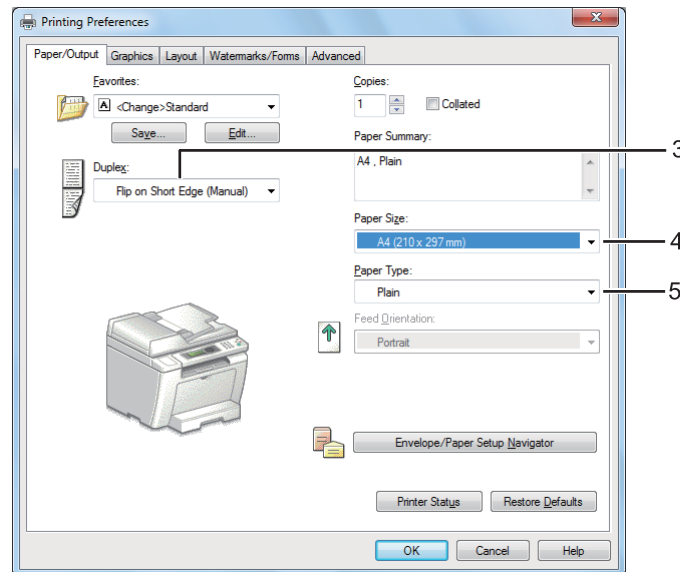 Printing Preferences
Paper/Output Graphics Layout Watermarks/Forms Advanced
Favorites:
A <Change>Standard
Save... Edit...
Duplex:
Flip on Short Edge (Manual)
Copies:
1 Collated
Paper Summary:
A4 , Plain
3
Paper Size:
A4 (210 x 297 mm)
4
Paper Type:
Plain
5
Feed Orientation:
Portrait
Envelope/Paper Setup Navigator
Printer Status Restore Defaults
OK Cancel Help